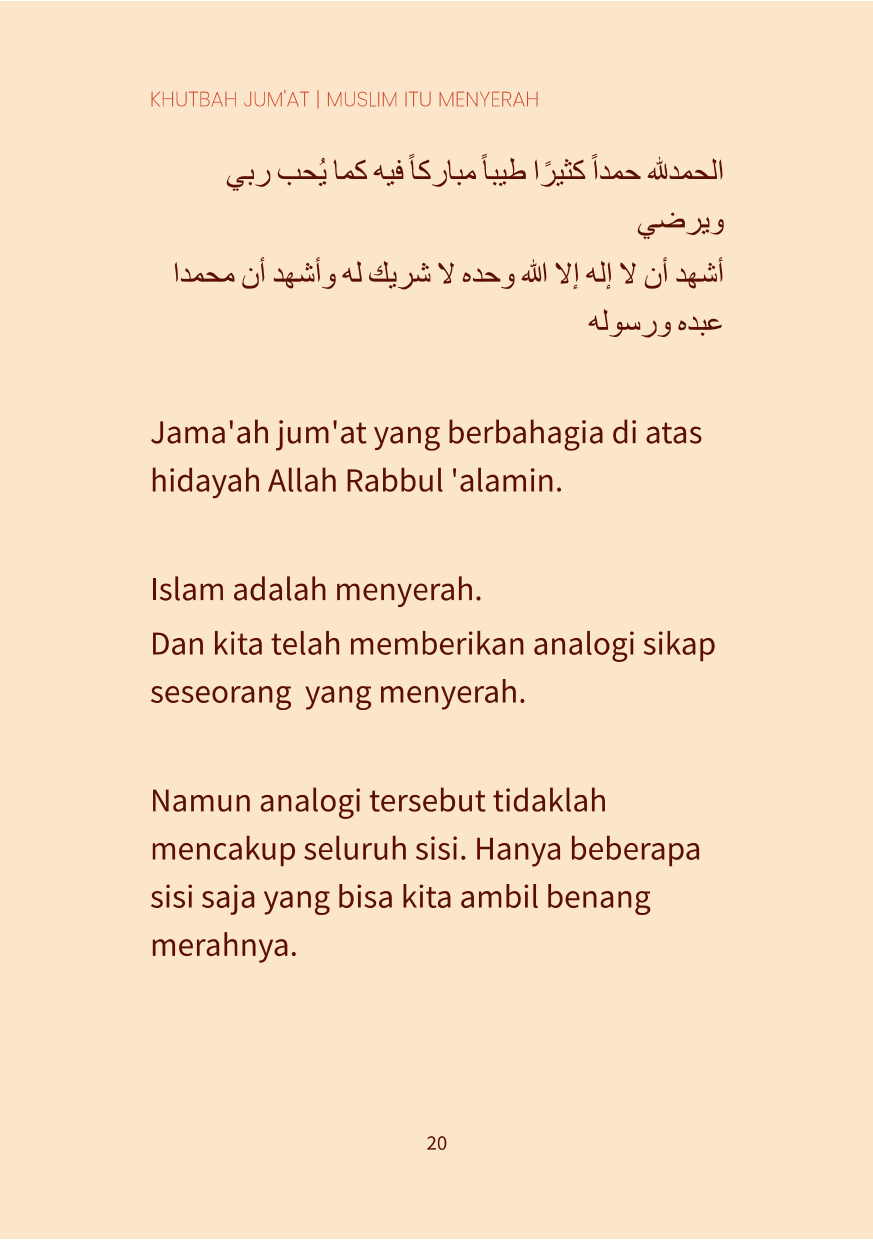 KHUTBAH JUM'AT | MUSLIM ITU MENYERAH
الحمدلله حمداً كثيرًا طيباً مباركاً فيه كما يُحب ربي
ويرضي
أشهد أن لا إله إلا الله وحده لا شريك له وأشهد أن محمدا
عبده ورسوله
Jama'ah jum'at yang berbahagia di atas
hidayah Allah Rabbul 'alamin.
Islam adalah menyerah.
Dan kita telah memberikan analogi sikap
seseorang  yang menyerah.
Namun analogi tersebut tidaklah
mencakup seluruh sisi. Hanya beberapa
sisi saja yang bisa kita ambil benang
merahnya.
20